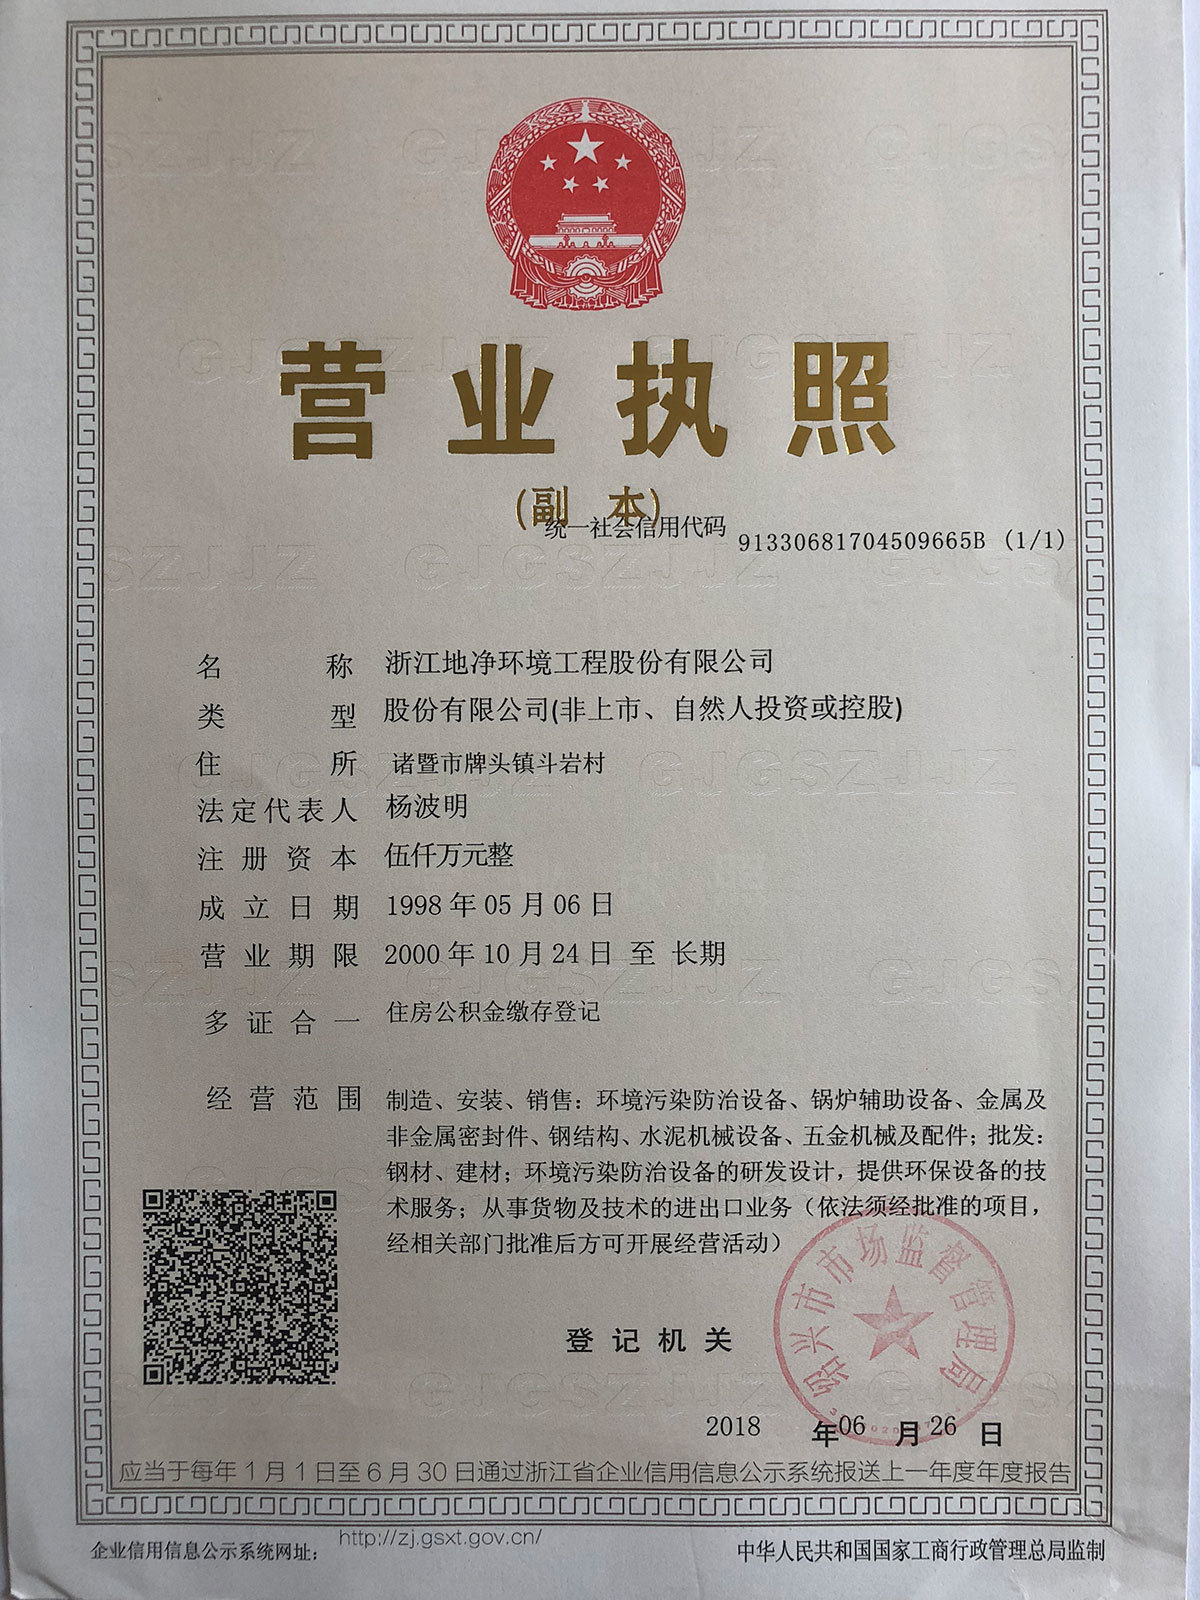 营业执照
(副 本)
统一社会信用代码 91330681704509665B (1/1)
名称 浙江地净环境工程股份有限公司
类型 股份有限公司(非上市、自然人投资或控股)
住所 诸暨市牌头镇斗岩村
法定代表人 杨波明
注册资本 伍仟万元整
成立日期 1998年05月06日
营业期限 2000年10月24日 至 长期
多证合一 住房公积金缴存登记
经营范围 制造、安装、销售：环境污染防治设备、锅炉辅助设备、金属及
非金属密封件、钢结构、水泥机械设备、五金机械及配件；批发：
钢材、建材；环境污染防治设备的研发设计，提供环保设备的技
术服务；从事货物及技术的进出口业务（依法须经批准的项目，
经相关部门批准后方可开展经营活动）
绍兴市市场监督管理局
登记机关
2018 年06 月26 日
应当于每年1月1日至6月30日通过浙江省企业信用信息公示系统报送上一年度年度报告
企业信用信息公示系统网址： http://zj.gsxt.gov.cn/
中华人民共和国国家工商行政管理总局监制